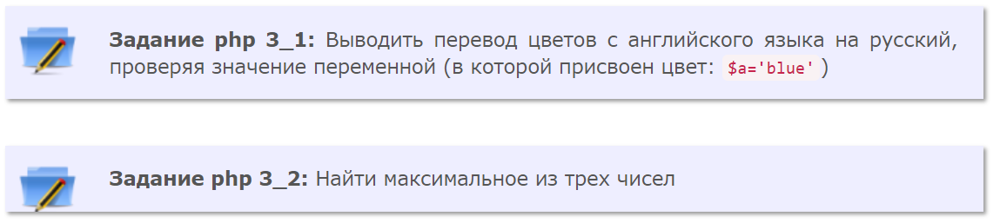 Задание php 3_1: Выводить перевод цветов с английского языка на русский,
проверяя значение переменной (в которой присвоен цвет: $a='blue')
Задание php 3_2: Найти максимальное из трех чисел